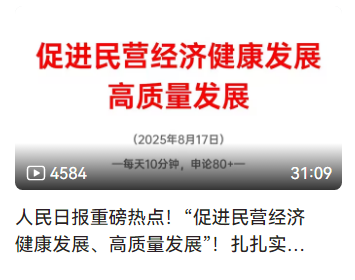 促进民营经济健康发展
高质量发展
（2025年8月17日）
—每天10分钟，申论80+—
4584
31:09
人民日报重磅热点！“促进民营经济
健康发展、高质量发展”！扎扎实...